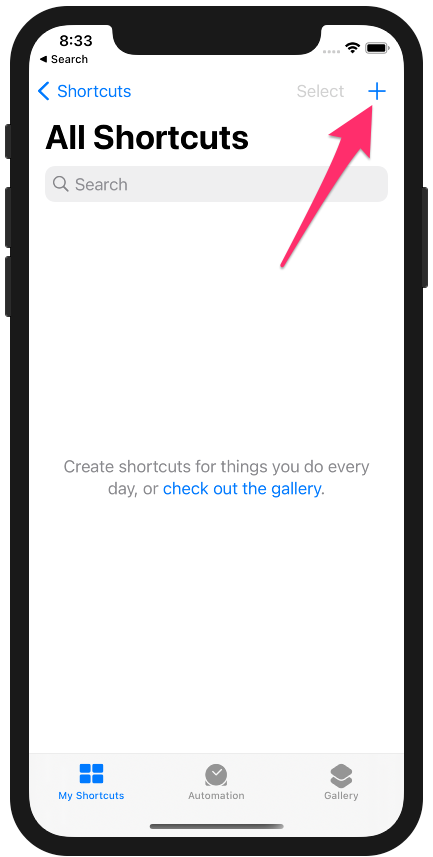 8:33
◀ Search
Shortcuts
Select
+
All Shortcuts
Search
Create shortcuts for things you do every
day, or check out the gallery.
My Shortcuts
Automation
Gallery